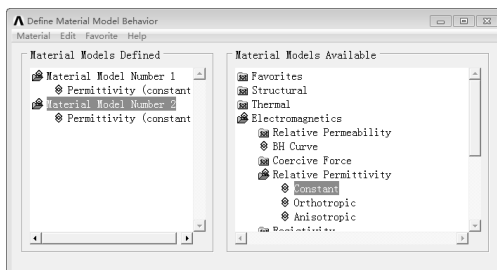 Define Material Model Behavior
Material Edit Favorite Help
Material Models Defined
Material Model Number 1
Permittivity (constant
Material Model Number 2
Permittivity (constant
Material Models Available
Favorites
Structural
Thermal
Electromagnetics
Relative Permeability
BH Curve
Coercive Force
Relative Permittivity
Constant
Orthotropic
Anisotropic
Resistivity